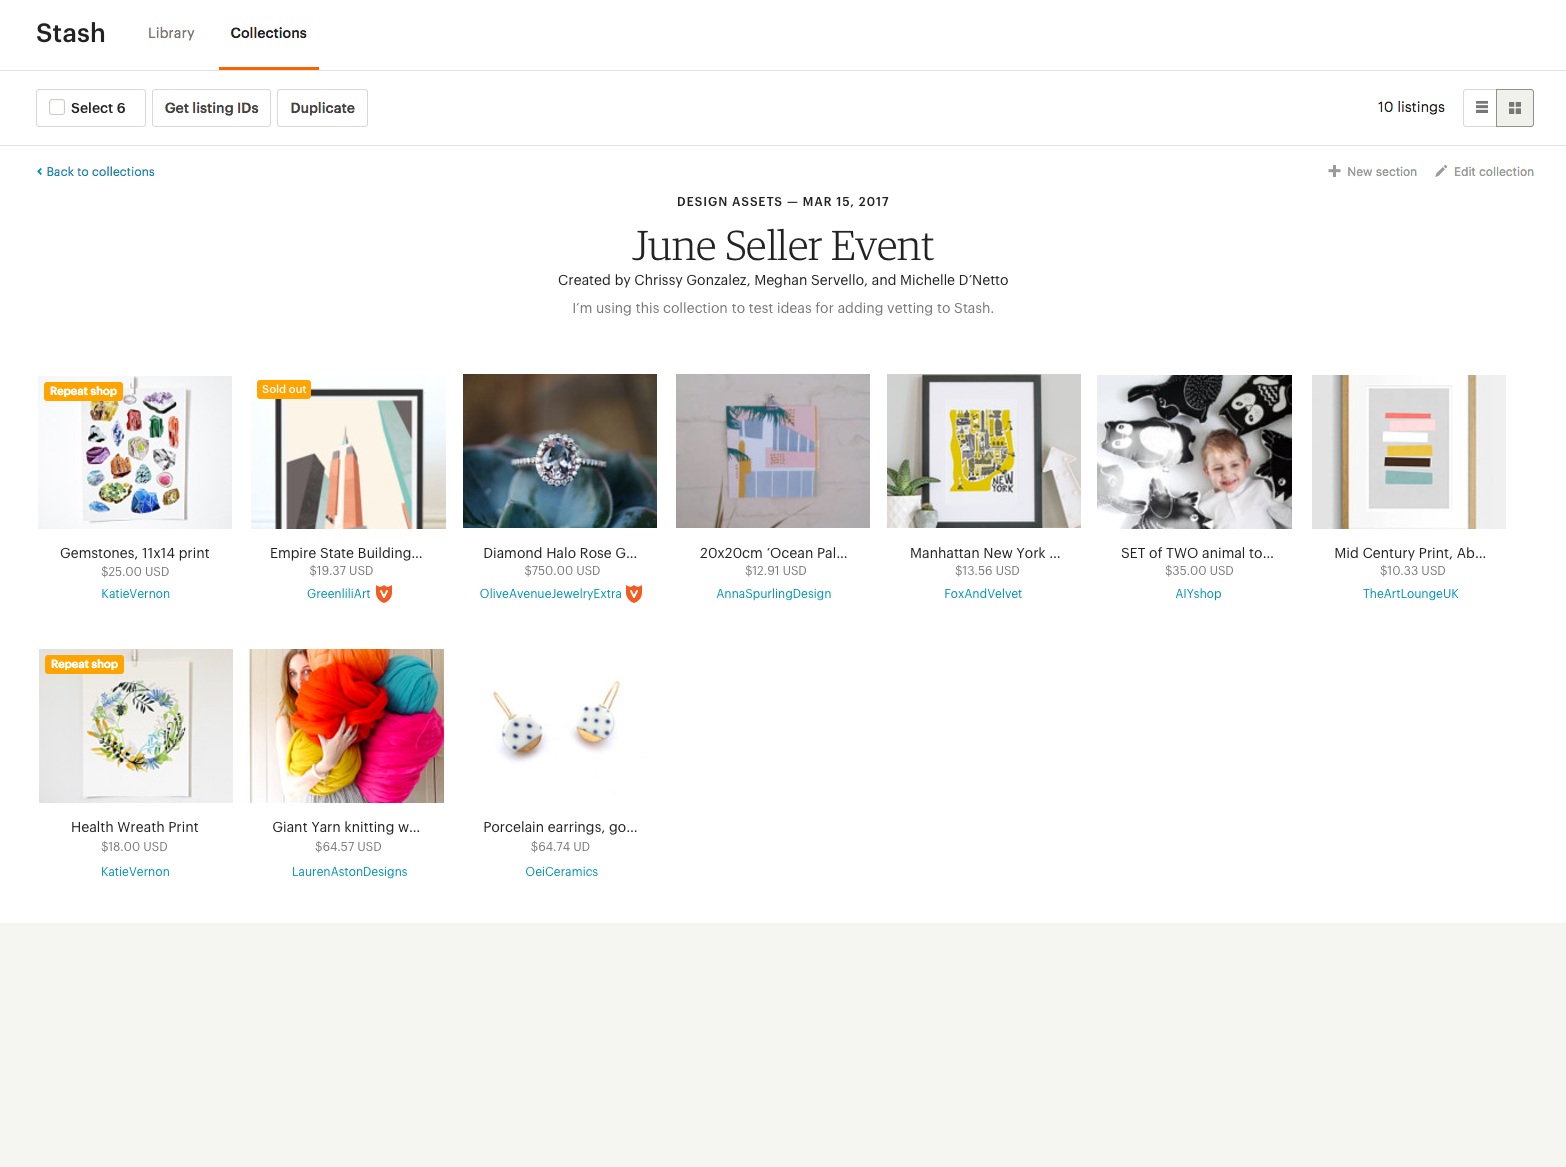 Stash
Library
Collections
Select 6
Get listing IDs
Duplicate
10 listings
Back to collections
New section
Edit collection
DESIGN ASSETS — MAR 15, 2017
June Seller Event
Created by Chrissy Gonzalez, Meghan Servello, and Michelle D’Netto
I’m using this collection to test ideas for adding vetting to Stash.
Repeat shop
Gemstones, 11x14 print
$25.00 USD
KatieVernon
Sold out
Empire State Building...
$19.37 USD
GreenliliArt
Diamond Halo Rose G...
$750.00 USD
OliveAvenueJewelryExtra
20x20cm ‘Ocean Pal...
$12.91 USD
AnnaSpurlingDesign
NEW
YORK
Manhattan New York ...
$13.56 USD
FoxAndVelvet
SET of TWO animal to...
$35.00 USD
AIYshop
Mid Century Print, Ab...
$10.33 USD
TheArtLoungeUK
Repeat shop
Health Wreath Print
$18.00 USD
KatieVernon
Giant Yarn knitting w...
$64.57 USD
LaurenAstonDesigns
Porcelain earrings, go...
$64.74 UD
OeiCeramics